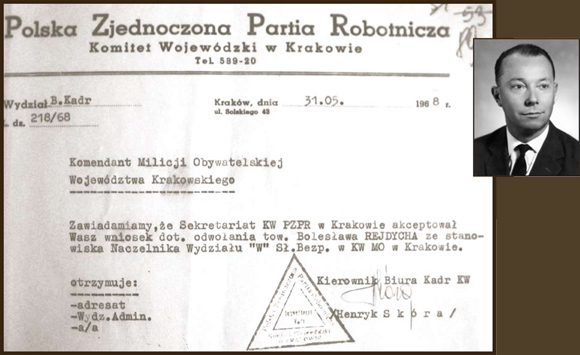 Polska Zjednoczona Partia Robotnicza
Komitet Wojewódzki w Krakowie
Tel. 589-20
Wydział B.Kadr
L. dz. 218/68
Kraków, dnia 31.05. 1968 r.
ul. Solskiego 43
Komendant Milicji Obywatelskiej
Województwa Krakowskiego
Zawiadamiamy, że Sekretariat KW PZPR w Krakowie akceptował
Wasz wniosek dot. odwołania tow. Bolesława REJDYCHA ze stano-
wiska Naczelnika Wydziału "W" Sł.Bezp. w KW MO w Krakowie.
otrzymuje:
-adresat
-Wydz.Admin.
-a/a
Kierownik Biura Kadr KW
/Henryk Skóra/